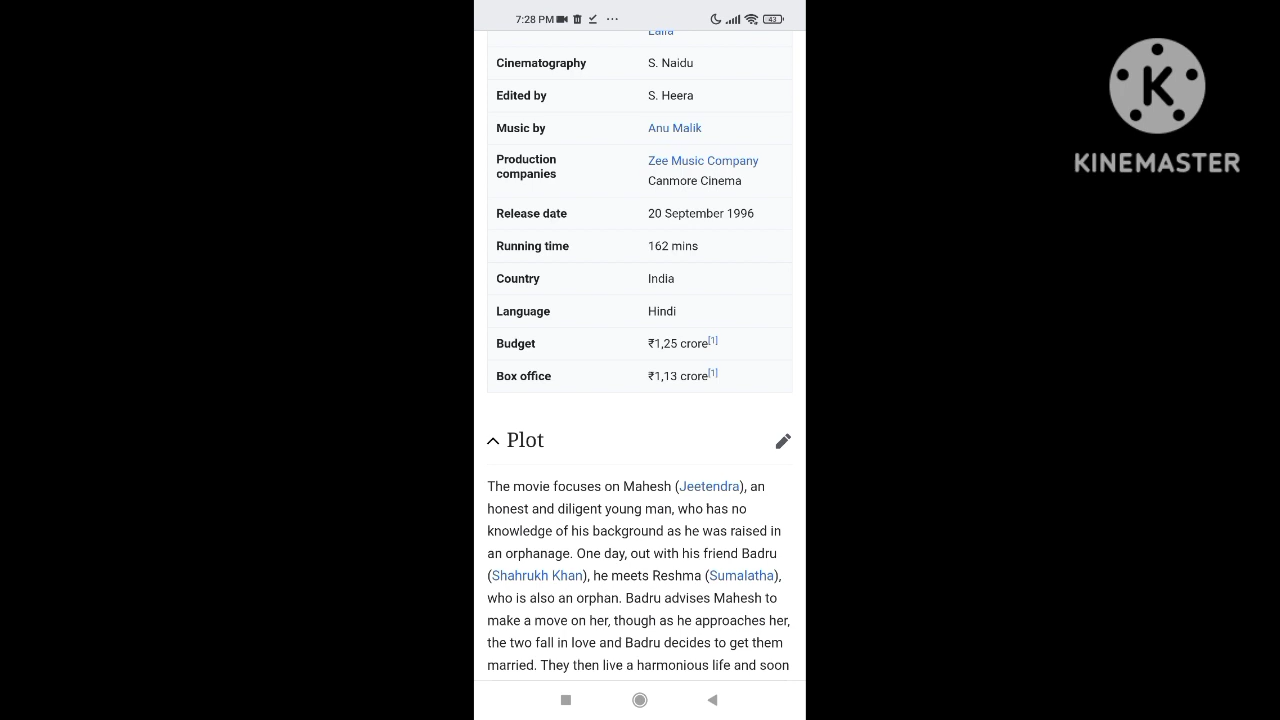 7:28 PM
43
Laila
Cinematography S. Naidu
Edited by S. Heera
Music by Anu Malik
Production companies Zee Music Company
Canmore Cinema
Release date 20 September 1996
Running time 162 mins
Country India
Language Hindi
Budget ₹1,25 crore[1]
Box office ₹1,13 crore[1]
Plot
The movie focuses on Mahesh (Jeetendra), an
honest and diligent young man, who has no
knowledge of his background as he was raised in
an orphanage. One day, out with his friend Badru
(Shahrukh Khan), he meets Reshma (Sumalatha),
who is also an orphan. Badru advises Mahesh to
make a move on her, though as he approaches her,
the two fall in love and Badru decides to get them
married. They then live a harmonious life and soon
K
KINEMASTER